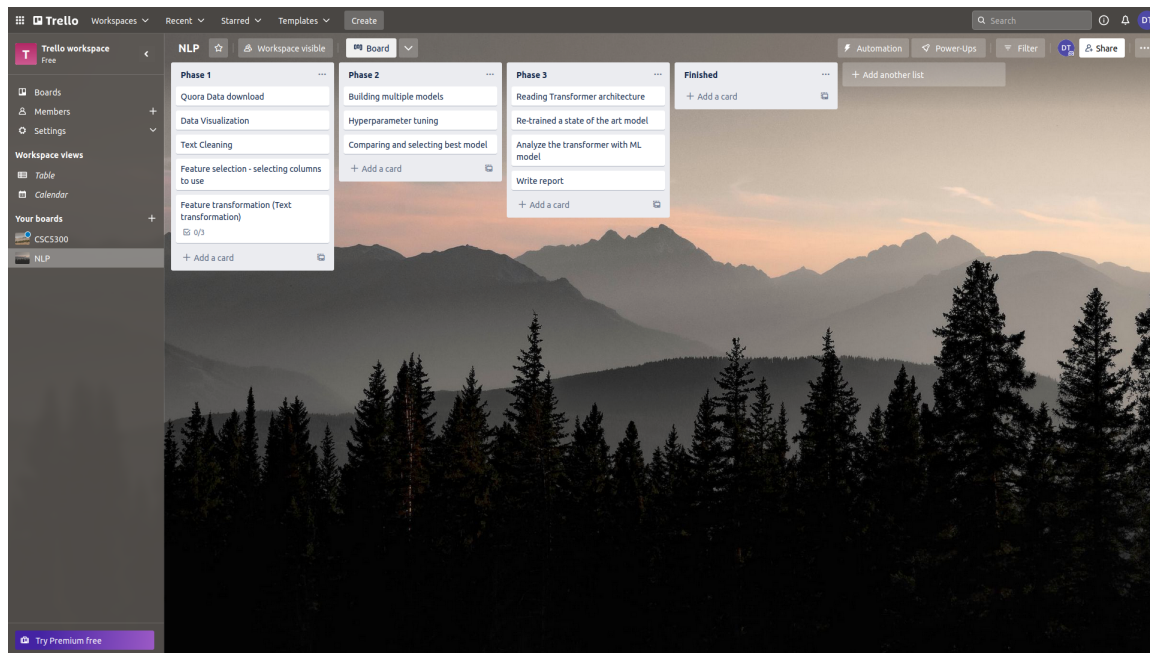 Trello
Workspaces
Recent
Starred
Templates
Create
Search
DT
T
Trello workspace
Free
NLP
Workspace visible
Board
Automation
Power-Ups
Filter
DT
Share
Boards
Members
Settings
Workspace views
Table
Calendar
Your boards
CSC5300
NLP
Try Premium free
Phase 1
Quora Data download
Data Visualization
Text Cleaning
Feature selection - selecting columns
to use
Feature transformation (Text
transformation)
0/3
+ Add a card
Phase 2
Building multiple models
Hyperparameter tuning
Comparing and selecting best model
+ Add a card
Phase 3
Reading Transformer architecture
Re-trained a state of the art model
Analyze the transformer with ML
model
Write report
+ Add a card
Finished
+ Add a card
+ Add another list